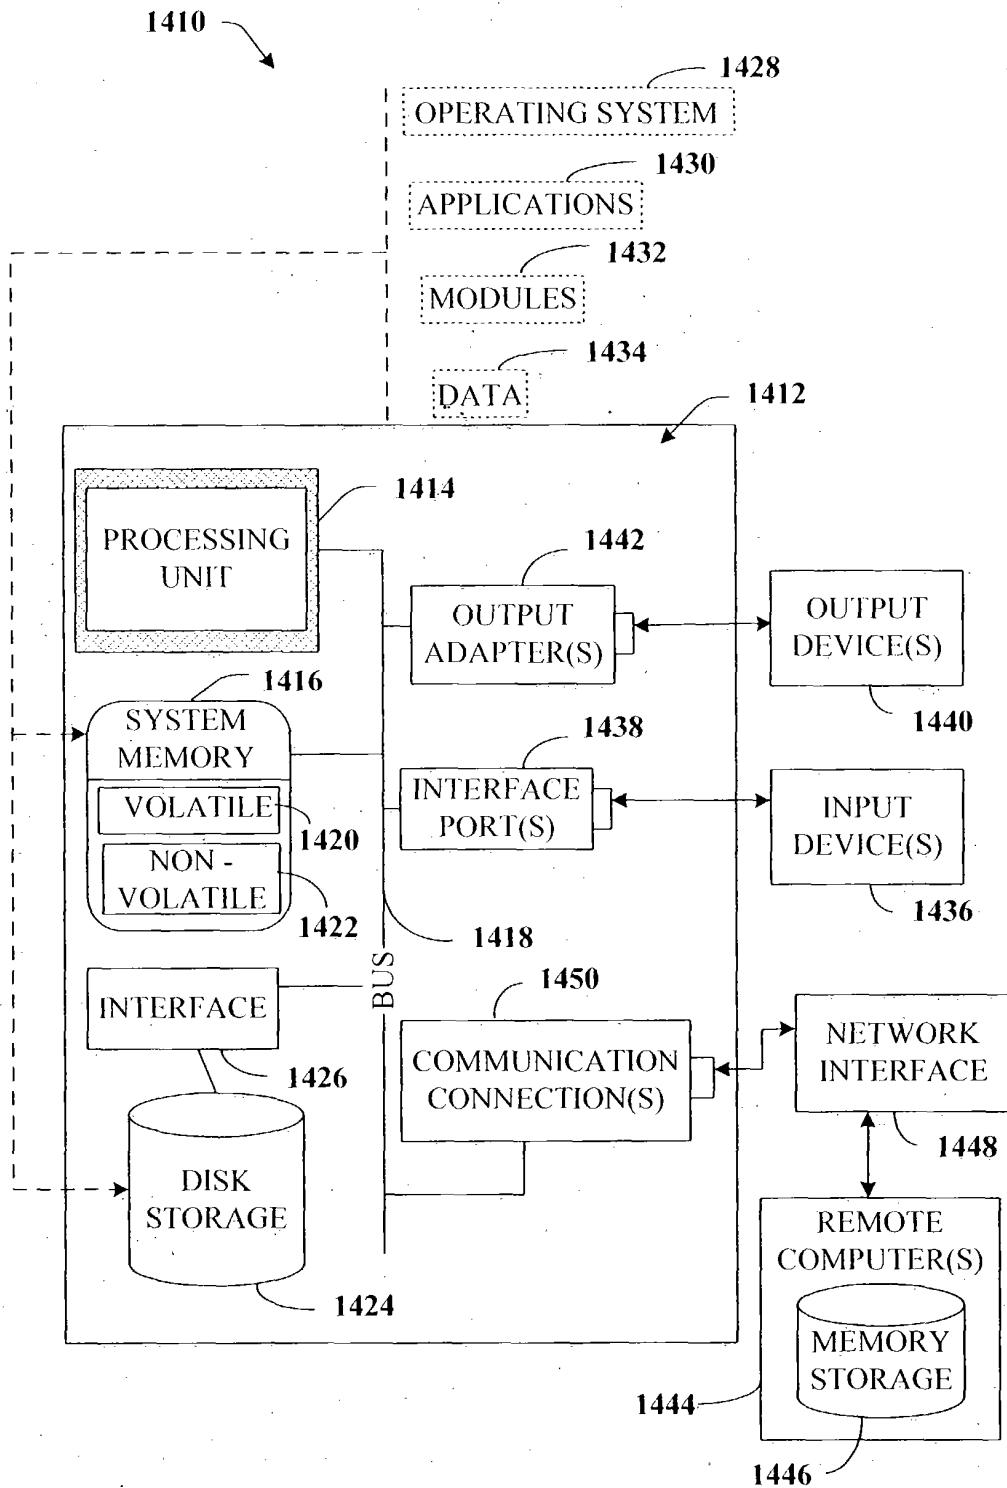 1410
1428
OPERATING SYSTEM
1430
APPLICATIONS
1432
MODULES
1434
DATA
1412
1414
PROCESSING
UNIT
1442
OUTPUT
ADAPTER(S)
OUTPUT
DEVICE(S)
1440
1416
SYSTEM
MEMORY
VOLATILE
1420
NON -
VOLATILE
1422
1438
INTERFACE
PORT(S)
INPUT
DEVICE(S)
1436
1418
BUS
INTERFACE
1426
1450
COMMUNICATION
CONNECTION(S)
NETWORK
INTERFACE
1448
DISK
STORAGE
1424
REMOTE
COMPUTER(S)
MEMORY
STORAGE
1444
1446